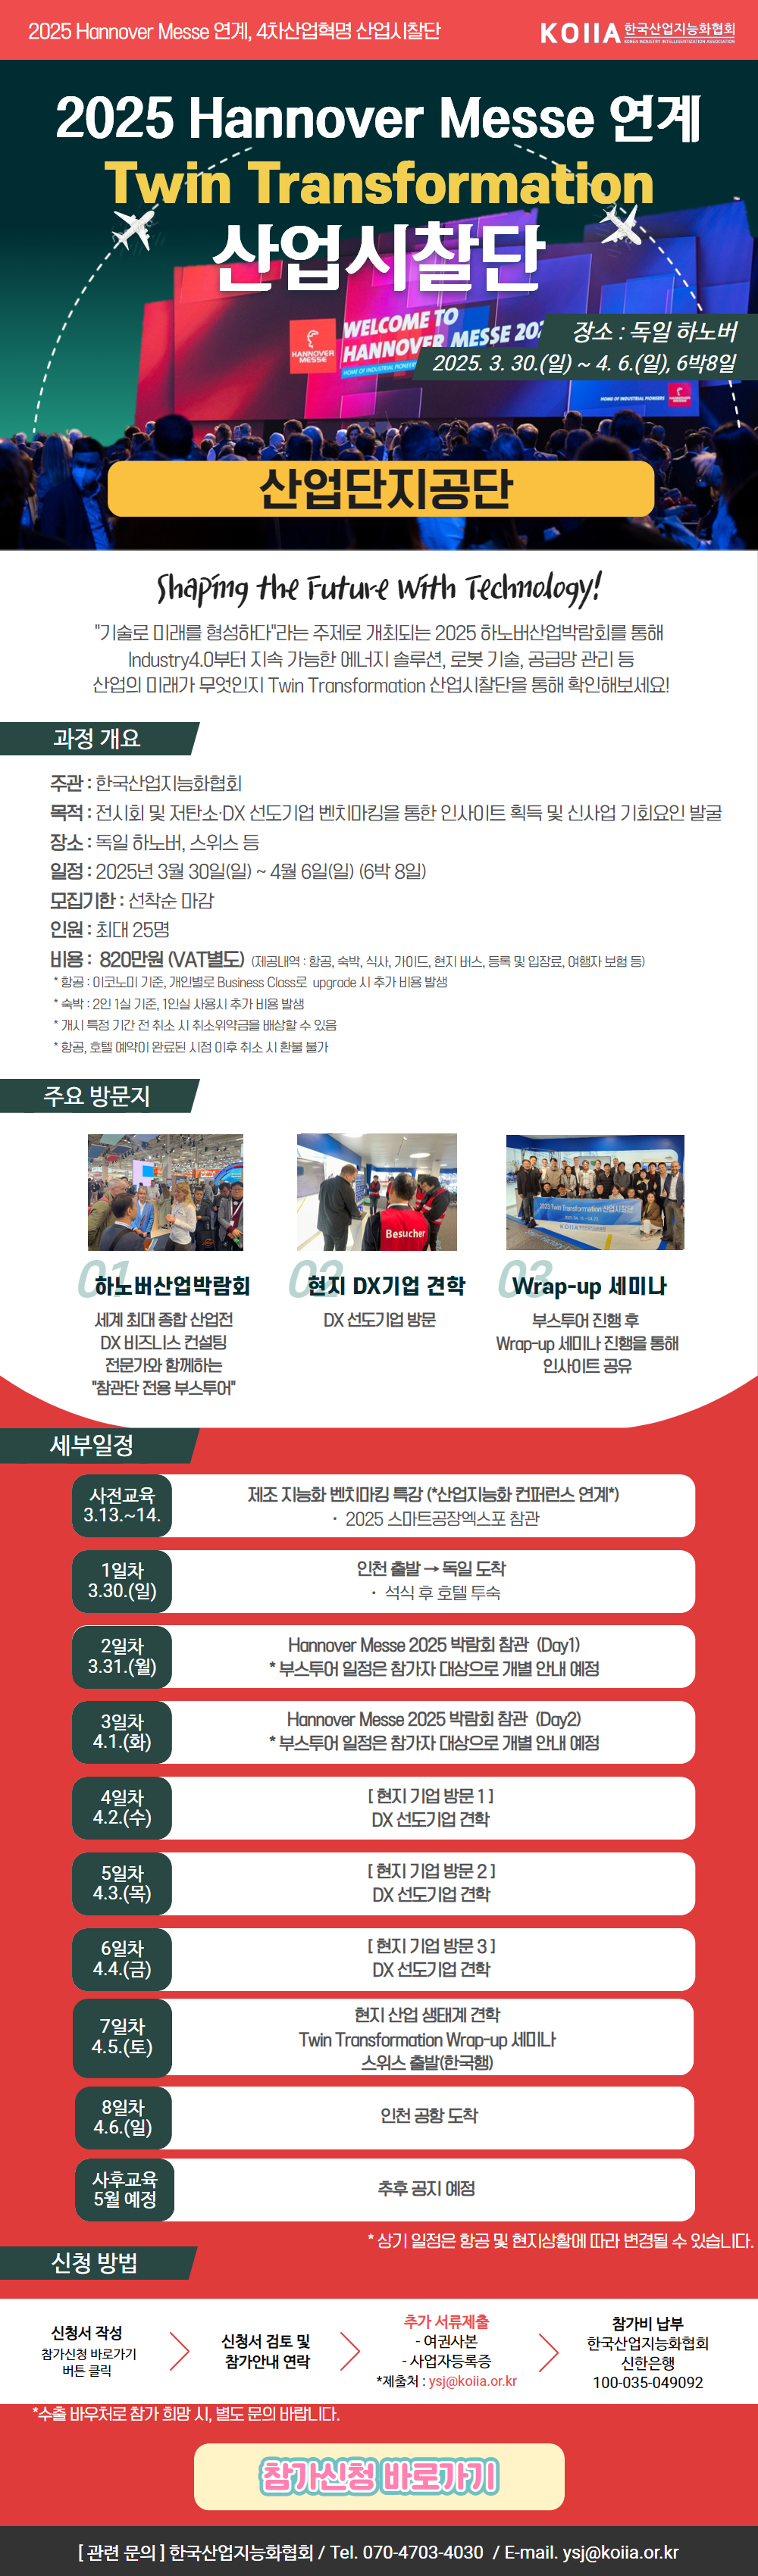 2025 Hannover Messe 연계, 4차산업혁명 산업시찰단
KOIIA 한국산업지능화협회
KOREA INDUSTRY INTELLIGENTIZATION ASSOCIATION
2025 Hannover Messe 연계
Twin Transformation
산업시찰단
WELCOME TO
HANNOVER MESSE 202
HOME OF INDUSTRIAL PIONEERS
HANNOVER
MESSE
장소 : 독일 하노버
2025. 3. 30.(일) ~ 4. 6.(일), 6박8일
HOME OF INDUSTRIAL PIONEERS
산업단지공단
Shaping the Future With Technology!
"기술로 미래를 형성하다"라는 주제로 개최되는 2025 하노버산업박람회를 통해
Industry4.0부터 지속 가능한 에너지 솔루션, 로봇 기술, 공급망 관리 등
산업의 미래가 무엇인지 Twin Transformation 산업시찰단을 통해 확인해보세요!
과정 개요
주관 : 한국산업지능화협회
목적 : 전시회 및 저탄소·DX 선도기업 벤치마킹을 통한 인사이트 획득 및 신사업 기회요인 발굴
장소 : 독일 하노버, 스위스 등
일정 : 2025년 3월 30일(일) ~ 4월 6일(일) (6박 8일)
모집기한 : 선착순 마감
인원 : 최대 25명
비용 : 820만원 (VAT별도) (제공내역 : 항공, 숙박, 식사, 가이드, 현지 버스, 등록 및 입장료, 여행자 보험 등)
* 항공 : 이코노미 기준, 개인별로 Business Class로 upgrade 시 추가 비용 발생
* 숙박 : 2인 1실 기준, 1인실 사용시 추가 비용 발생
* 개시 특정 기간 전 취소 시 취소위약금을 배상할 수 있음
* 항공, 호텔 예약이 완료된 시점 이후 취소 시 환불 불가
주요 방문지
Besucher
2023 Twin Transformation 산업시찰단
KOIIA
01 하노버산업박람회
세계 최대 종합 산업전
DX 비즈니스 컨설팅
전문가와 함께하는
"참관단 전용 부스투어"
02 현지 DX기업 견학
DX 선도기업 방문
03 Wrap-up 세미나
부스투어 진행 후
Wrap-up 세미나 진행을 통해
인사이트 공유
세부일정
사전교육
3.13.~14.
제조 지능화 벤치마킹 특강 (*산업지능화 컨퍼런스 연계*)
· 2025 스마트공장엑스포 참관
1일차
3.30.(일)
인천 출발 → 독일 도착
· 석식 후 호텔 투숙
2일차
3.31.(월)
Hannover Messe 2025 박람회 참관 (Day1)
* 부스투어 일정은 참가자 대상으로 개별 안내 예정
3일차
4.1.(화)
Hannover Messe 2025 박람회 참관 (Day2)
* 부스투어 일정은 참가자 대상으로 개별 안내 예정
4일차
4.2.(수)
[ 현지 기업 방문 1 ]
DX 선도기업 견학
5일차
4.3.(목)
[ 현지 기업 방문 2 ]
DX 선도기업 견학
6일차
4.4.(금)
[ 현지 기업 방문 3 ]
DX 선도기업 견학
7일차
4.5.(토)
현지 산업 생태계 견학
Twin Transformation Wrap-up 세미나
스위스 출발(한국행)
8일차
4.6.(일)
인천 공항 도착
사후교육
5월 예정
추후 공지 예정
* 상기 일정은 항공 및 현지상황에 따라 변경될 수 있습니다.
신청 방법
신청서 작성
참가신청 바로가기
버튼 클릭
신청서 검토 및
참가안내 연락
추가 서류제출
- 여권사본
- 사업자등록증
*제출처 : ysj@koiia.or.kr
참가비 납부
한국산업지능화협회
신한은행
100-035-049092
*수출 바우처로 참가 희망 시, 별도 문의 바랍니다.
참가신청 바로가기
[ 관련 문의 ] 한국산업지능화협회 / Tel. 070-4703-4030 / E-mail. ysj@koiia.or.kr